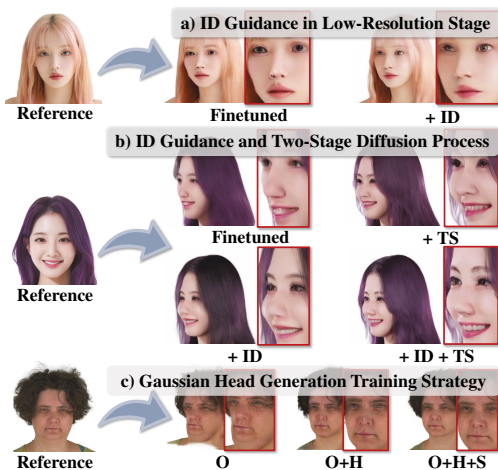 a) ID Guidance in Low-Resolution Stage
Reference
Finetuned
+ ID
b) ID Guidance and Two-Stage Diffusion Process
Finetuned
+ TS
Reference
+ ID
+ ID + TS
c) Gaussian Head Generation Training Strategy
Reference
O
O+H
O+H+S